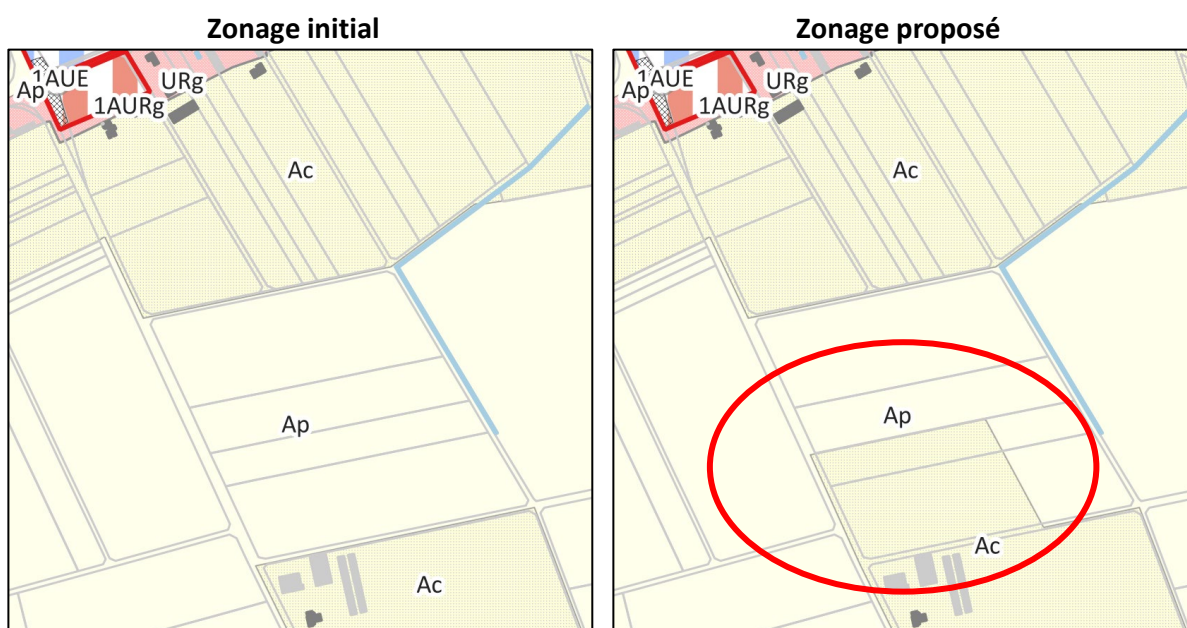 Zonage initial
Zonage proposé
1AUE
Ap
URg
1AURg
Ac
Ap
Ac
1AUE
Ap
URg
1AURg
Ac
Ap
Ac